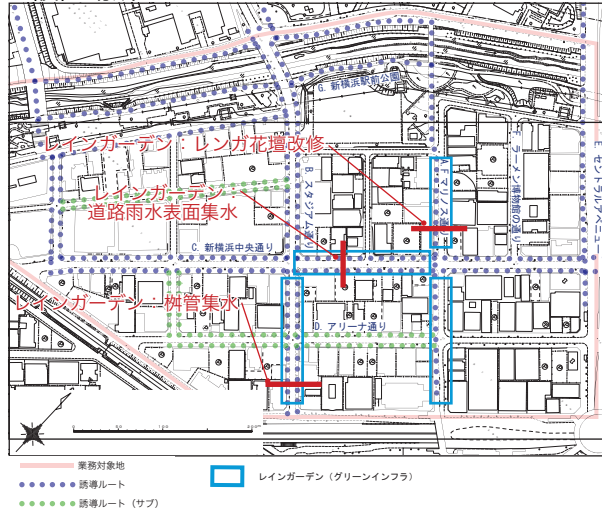 G. 新横浜駅前公園
レインガーデン：レンガ花壇改修
レインガーデン：
道路雨水表面集水
B. スタジアム通り
F マリノス通り
ラーメン博物館の通り
E. セントラルアベニュー
C. 新横浜中央通り
レインガーデン：桝管集水
D. アリーナ通り
業務対象地
誘導ルート
誘導ルート（サブ）
レインガーデン（グリーンインフラ）